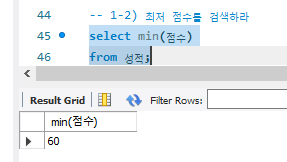 44 -- 1-2) 최저 점수를 검색하라
45 select min(점수)
46 from 성적;
Result Grid Filter Rows:
min(점수)
60